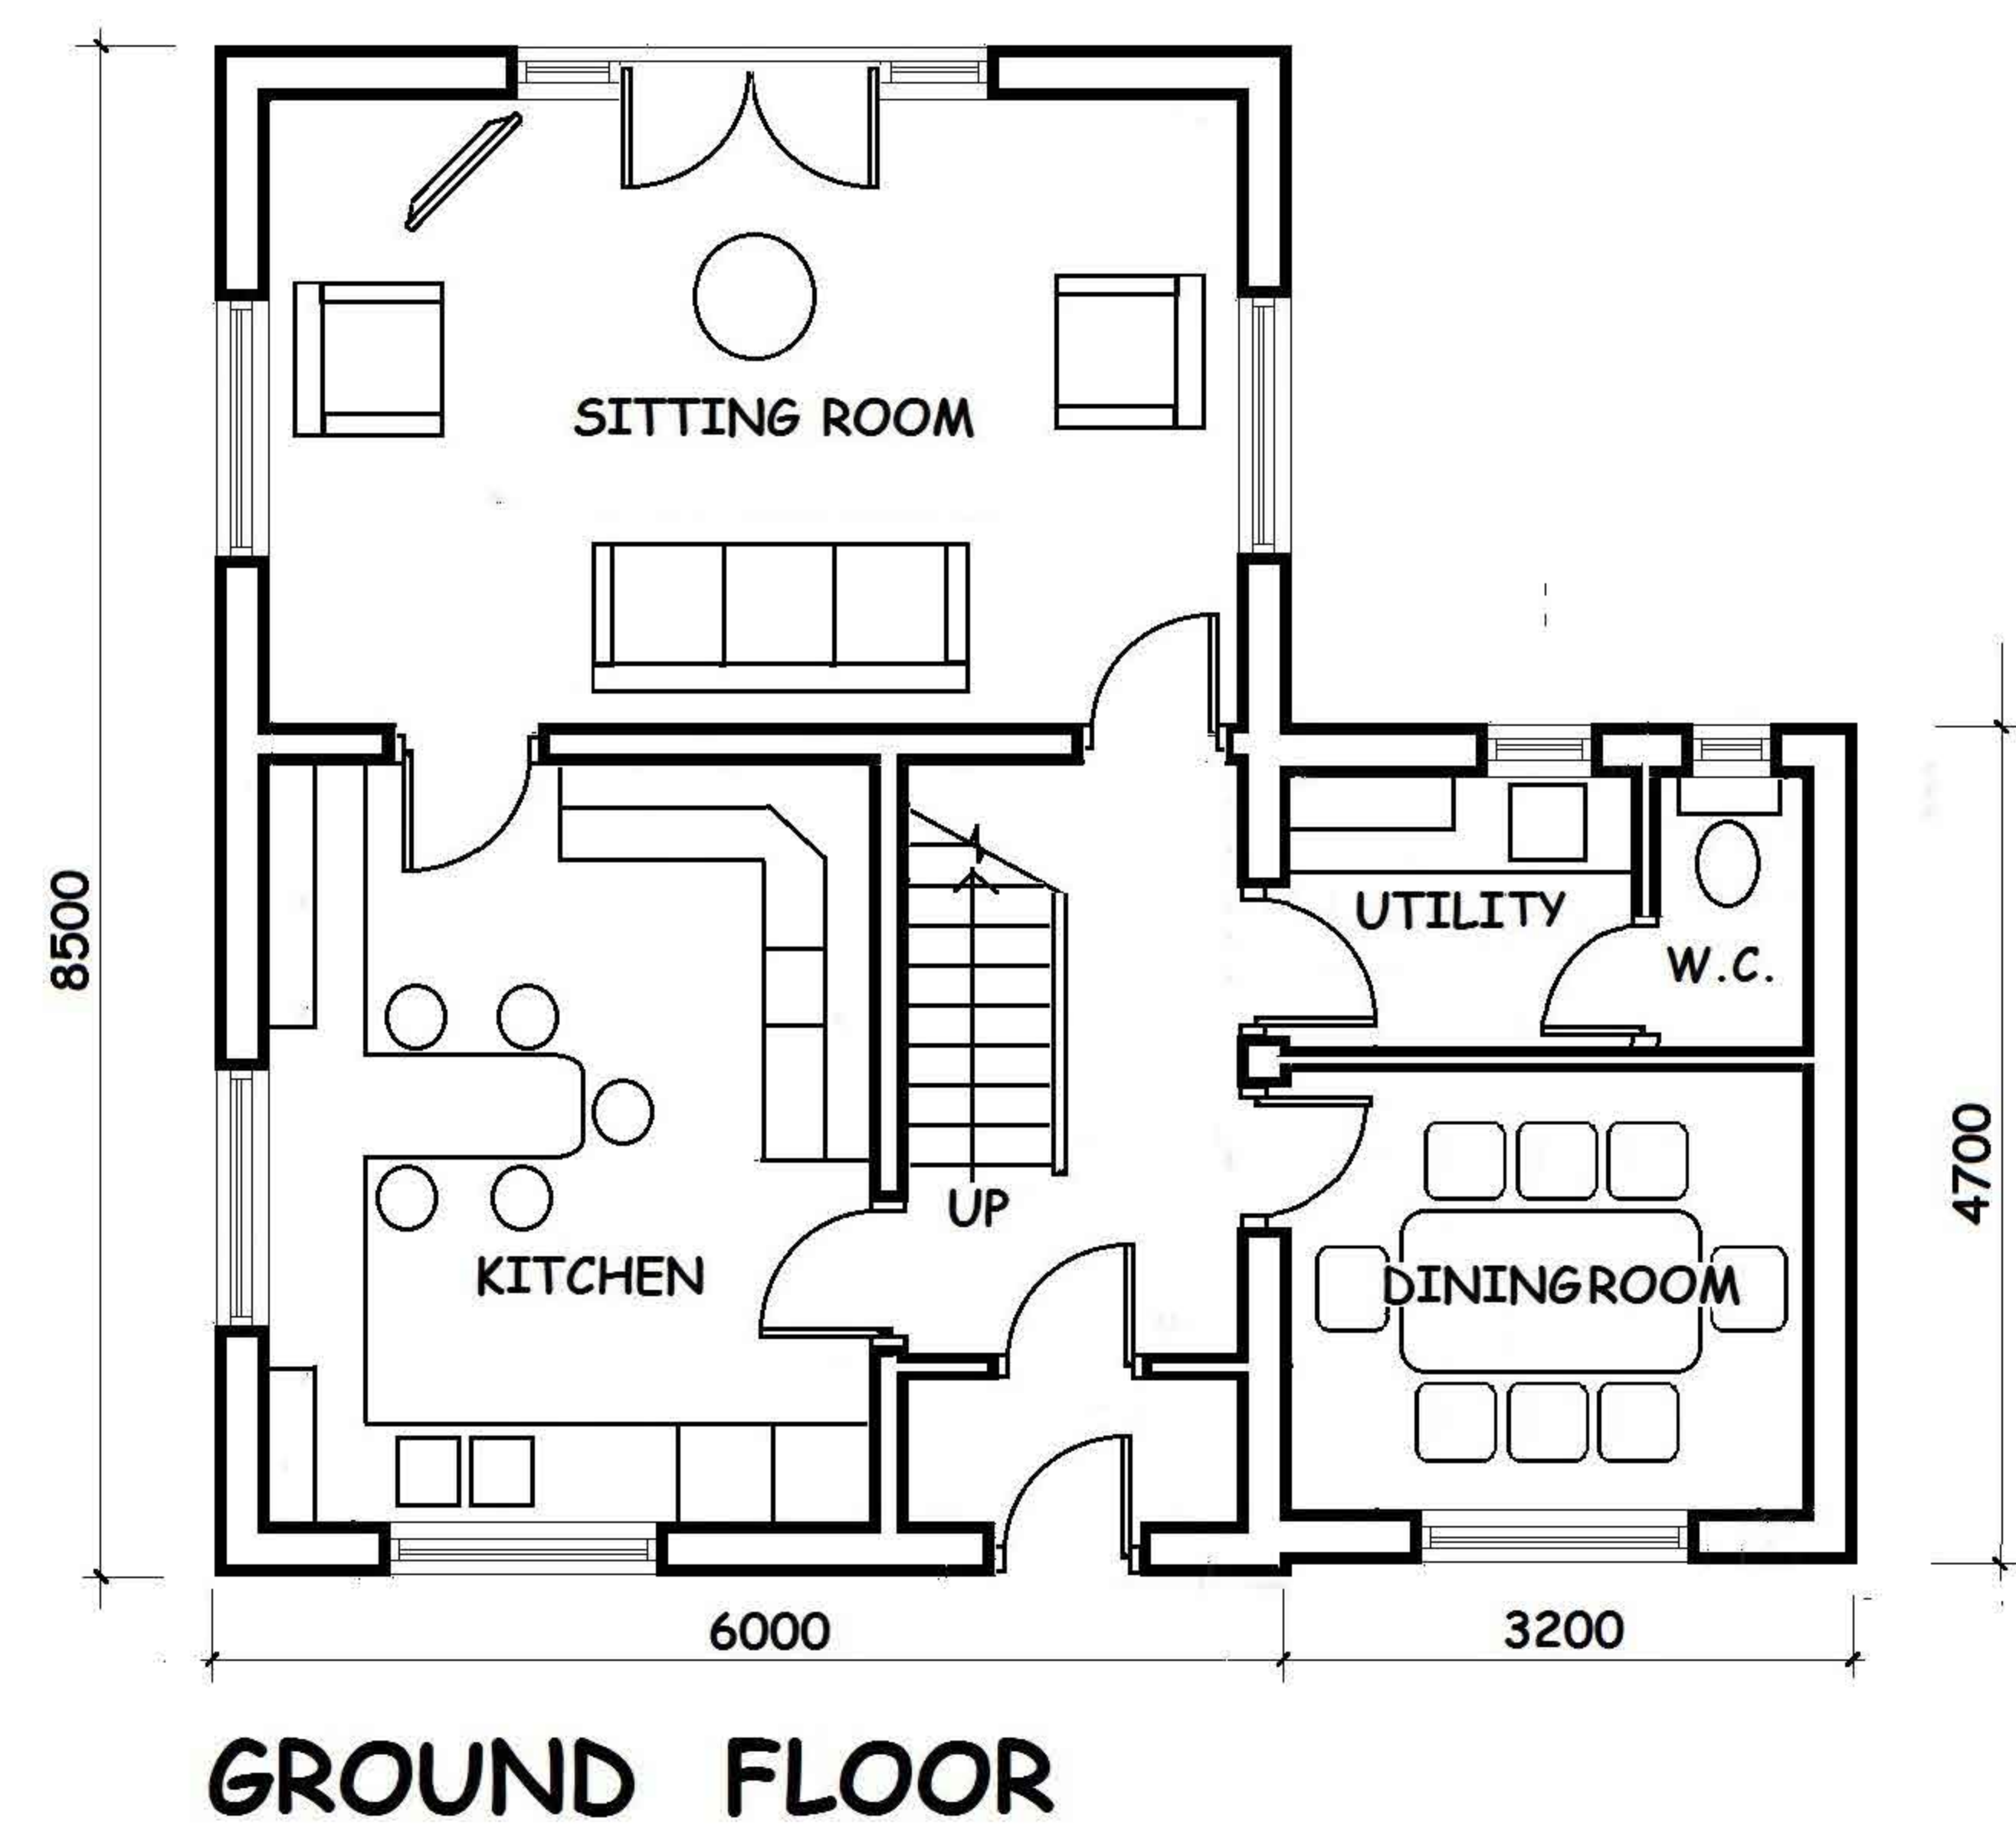 SITTING ROOM
8500
UTILITY
W.C.
4700
UP
KITCHEN
DININGROOM
6000
3200
GROUND FLOOR